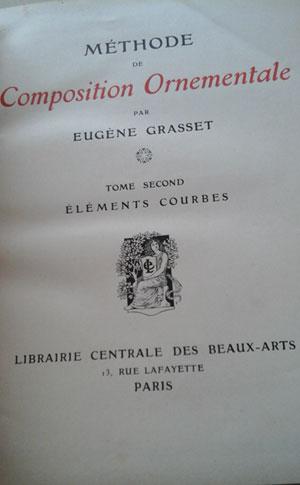 MÉTHODE
DE
Composition Ornementale
PAR
EUGÈNE GRASSET
TOME SECOND
ÉLÉMENTS COURBES
LIBRAIRIE CENTRALE DES BEAUX-ARTS
13, RUE LAFAYETTE
PARIS